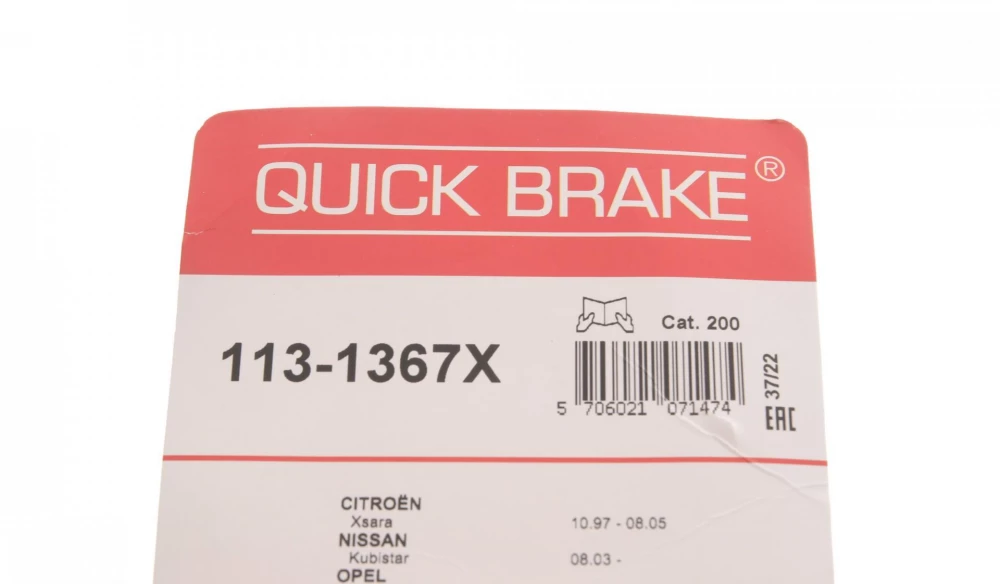 QUICK BRAKE®
113-1367X
Cat. 200
5 706021 071474
37/22
EAC
CITROËN
Xsara 10.97 - 08.05
NISSAN
Kubistar 08.03 -
OPEL